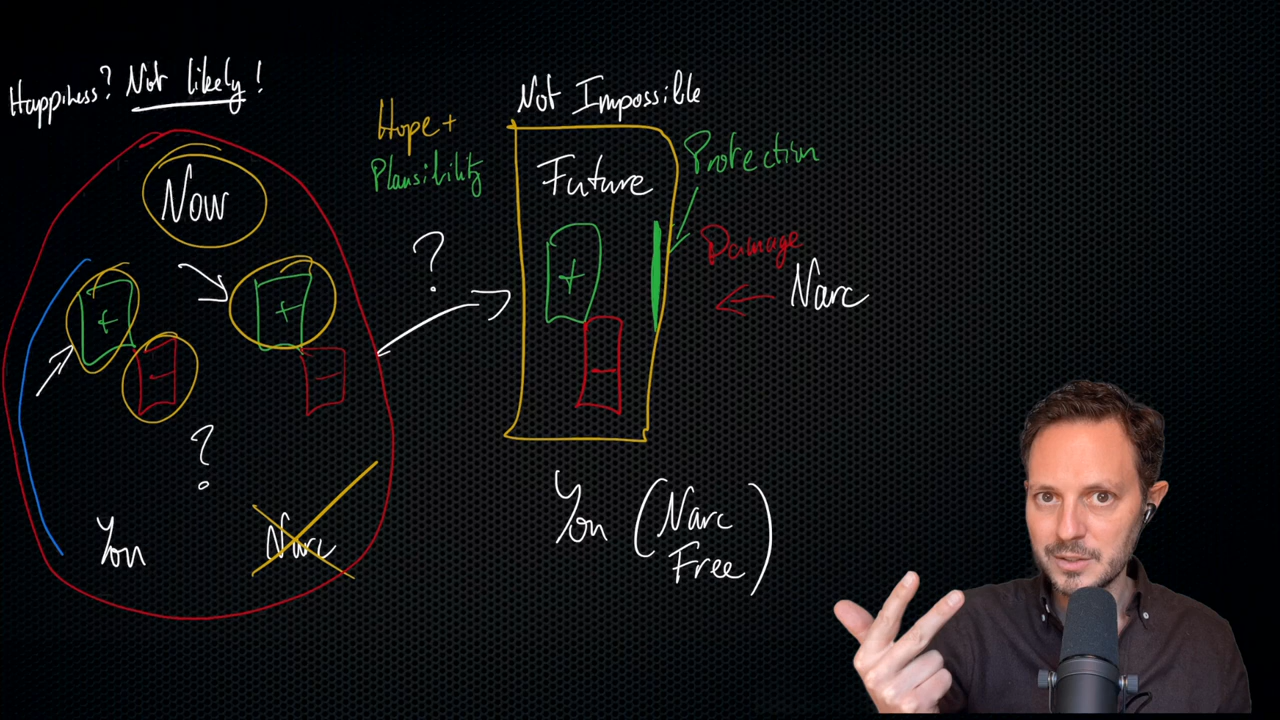 Happiness? Not likely!
Now
+
+
-
-
?
You
Narc
Hope +
Plausibility
?
Not Impossible
Future
+
-
Protection
Damage
Narc
You (Narc
Free)